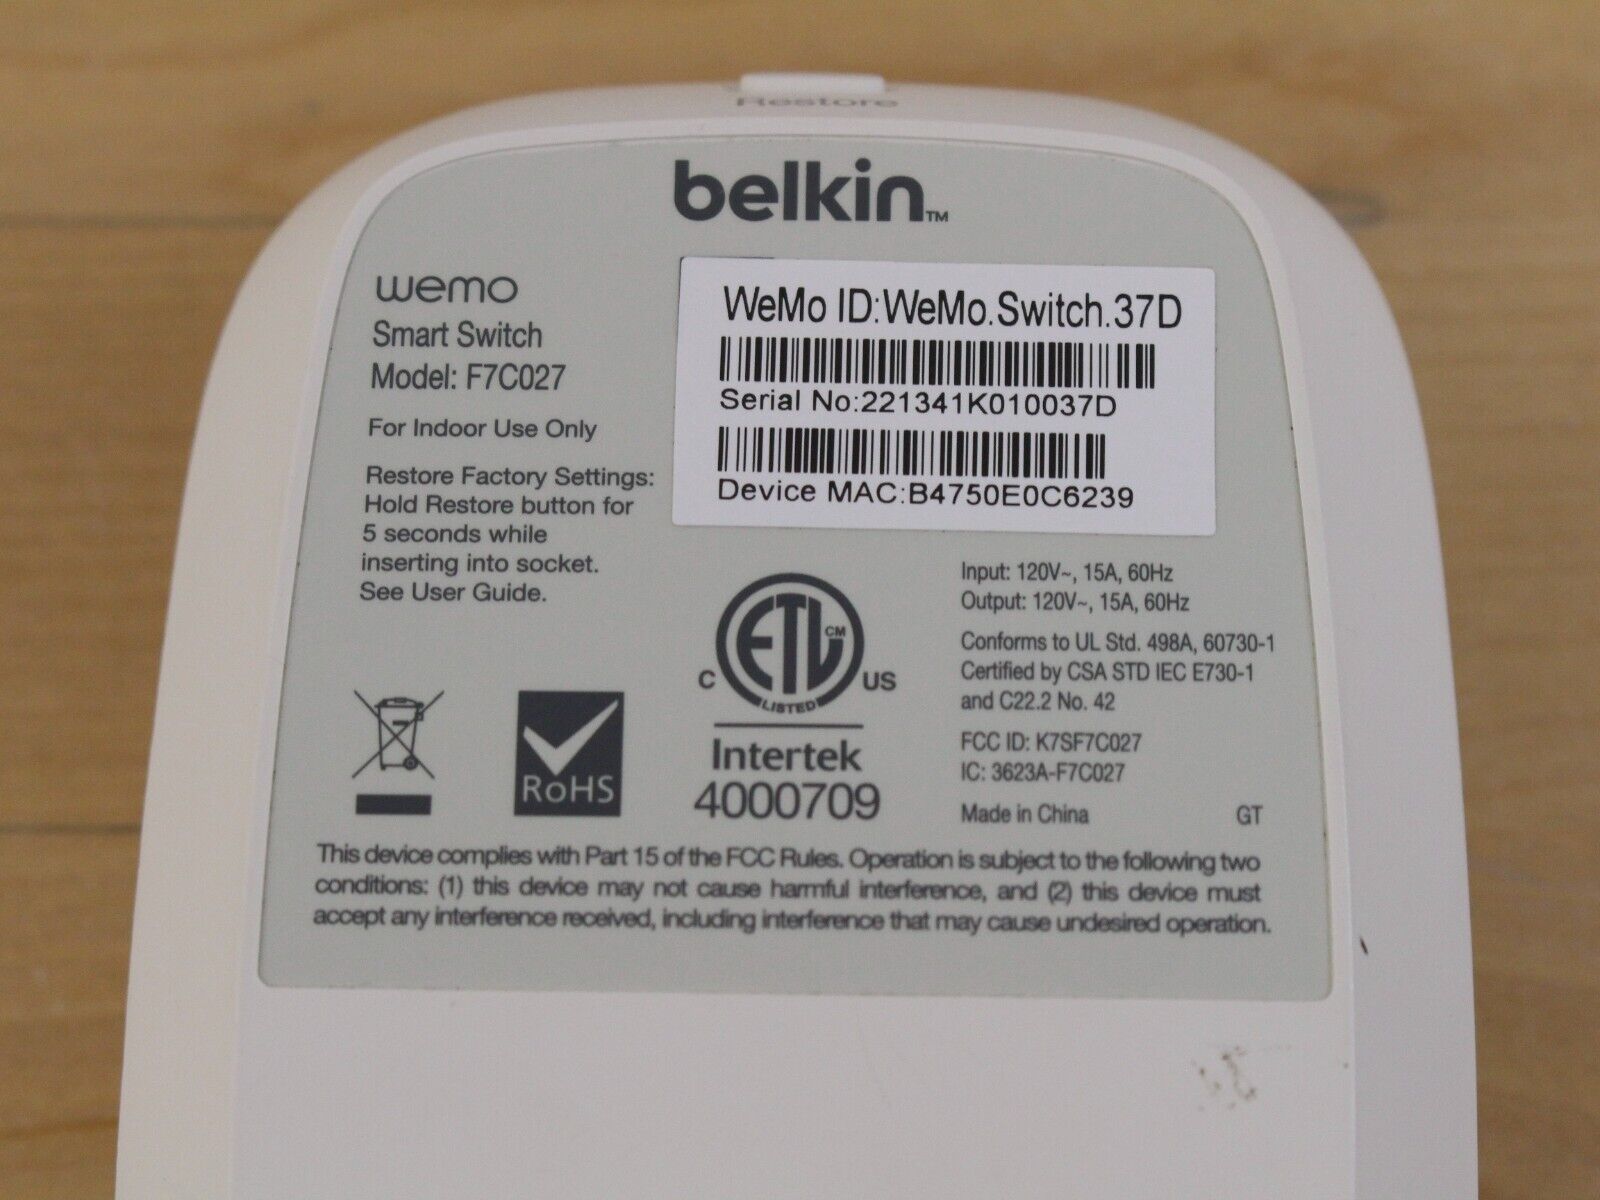 Restore
belkin™
wemo
Smart Switch
Model: F7C027
For Indoor Use Only
Restore Factory Settings:
Hold Restore button for
5 seconds while
inserting into socket.
See User Guide.
WeMo ID:WeMo.Switch.37D
Serial No:221341K010037D
Device MAC:B4750E0C6239
RoHS
C ETL CM US
LISTED
Intertek
4000709
Input: 120V~, 15A, 60Hz
Output: 120V~, 15A, 60Hz
Conforms to UL Std. 498A, 60730-1
Certified by CSA STD IEC E730-1
and C22.2 No. 42
FCC ID: K7SF7C027
IC: 3623A-F7C027
Made in China GT
This device complies with Part 15 of the FCC Rules. Operation is subject to the following two
conditions: (1) this device may not cause harmful interference, and (2) this device must
accept any interference received, including interference that may cause undesired operation.